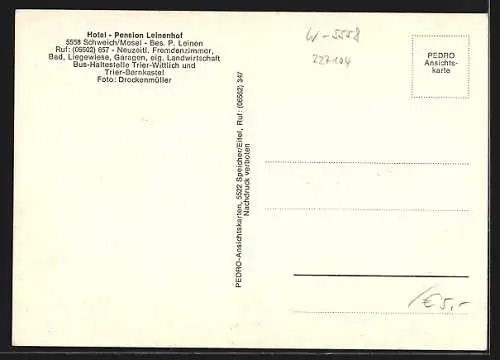 Hotel - Pension Leinenhof
5558 Schweich/Mosel - Bes. P. Leinen
Ruf: (06502) 657 - Neuzeitl. Fremdenzimmer,
Bad, Liegewiese, Garagen, eig. Landwirtschaft
Bus-Haltestelle Trier-Wittlich und
Trier-Bernkastel
Foto: Drockenmüller
PEDRO-Ansichtskarten, 5522 Speicher/Eifel, Ruf: (06562) 347
Nachdruck verboten
W-5558
227104
PEDRO
Ansichts-
karte
€5,-